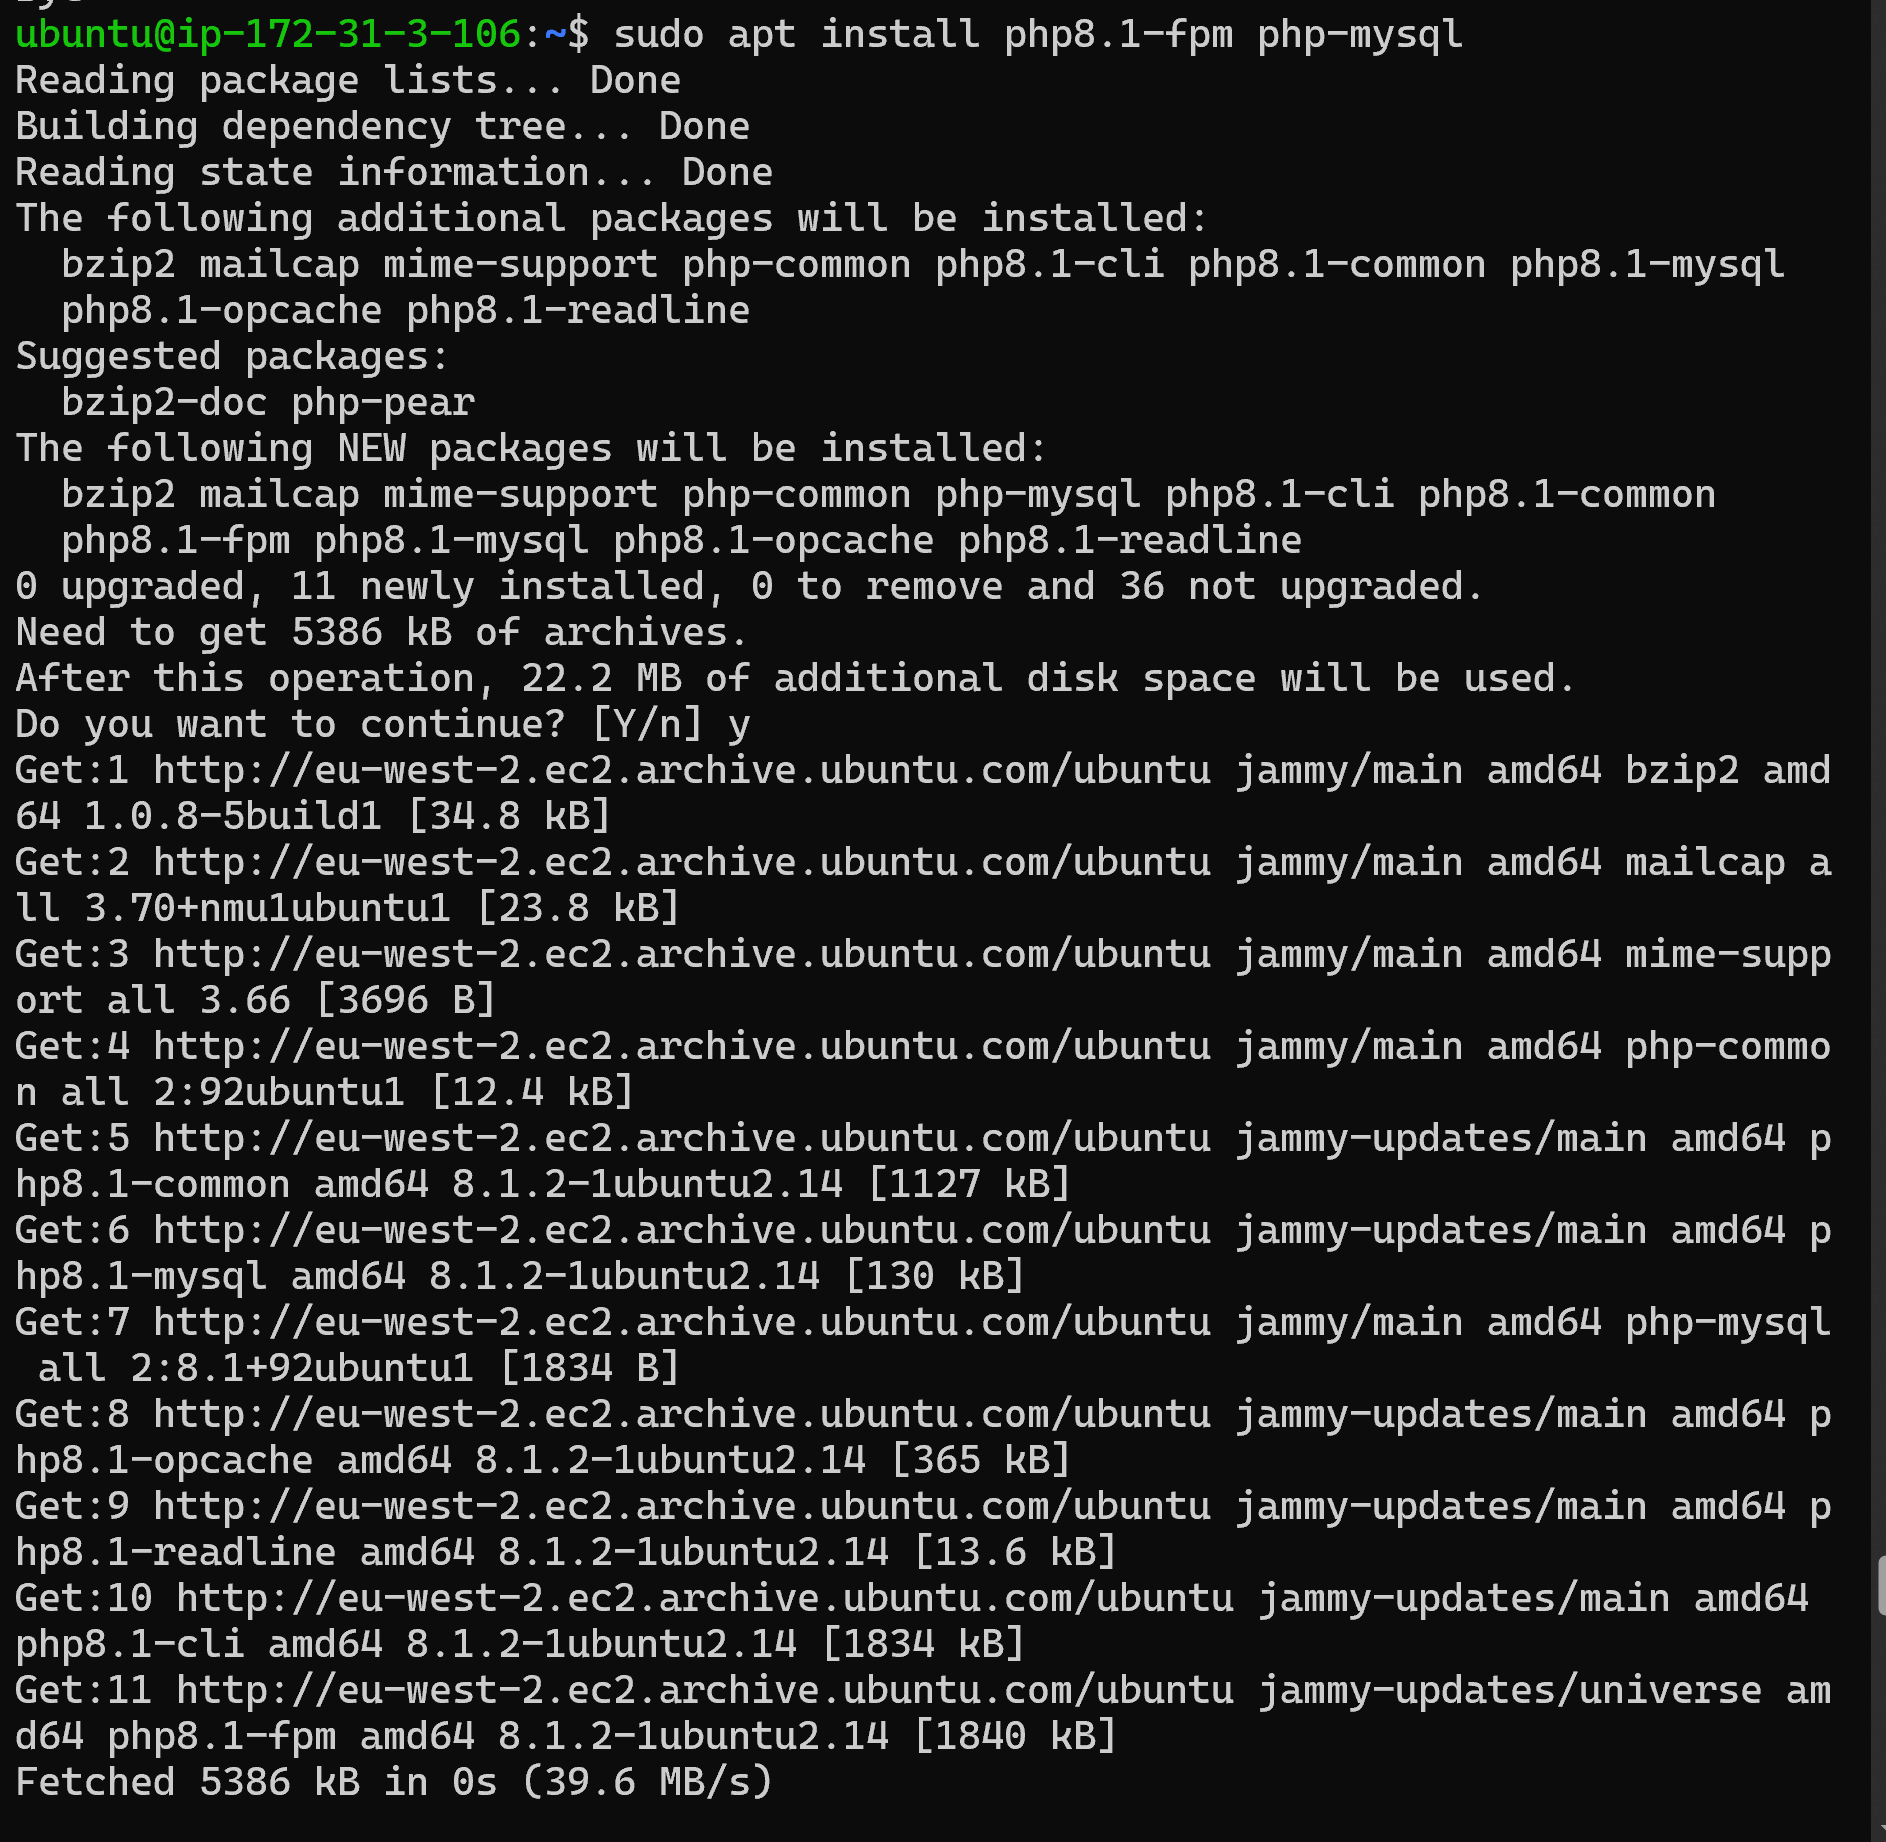 ubuntu@ip-172-31-3-106:~$ sudo apt install php8.1-fpm php-mysql
Reading package lists... Done
Building dependency tree... Done
Reading state information... Done
The following additional packages will be installed:
  bzip2 mailcap mime-support php-common php8.1-cli php8.1-common php8.1-mysql
  php8.1-opcache php8.1-readline
Suggested packages:
  bzip2-doc php-pear
The following NEW packages will be installed:
  bzip2 mailcap mime-support php-common php-mysql php8.1-cli php8.1-common
  php8.1-fpm php8.1-mysql php8.1-opcache php8.1-readline
0 upgraded, 11 newly installed, 0 to remove and 36 not upgraded.
Need to get 5386 kB of archives.
After this operation, 22.2 MB of additional disk space will be used.
Do you want to continue? [Y/n] y
Get:1 http://eu-west-2.ec2.archive.ubuntu.com/ubuntu jammy/main amd64 bzip2 amd
64 1.0.8-5build1 [34.8 kB]
Get:2 http://eu-west-2.ec2.archive.ubuntu.com/ubuntu jammy/main amd64 mailcap a
ll 3.70+nmu1ubuntu1 [23.8 kB]
Get:3 http://eu-west-2.ec2.archive.ubuntu.com/ubuntu jammy/main amd64 mime-supp
ort all 3.66 [3696 B]
Get:4 http://eu-west-2.ec2.archive.ubuntu.com/ubuntu jammy/main amd64 php-commo
n all 2:92ubuntu1 [12.4 kB]
Get:5 http://eu-west-2.ec2.archive.ubuntu.com/ubuntu jammy-updates/main amd64 p
hp8.1-common amd64 8.1.2-1ubuntu2.14 [1127 kB]
Get:6 http://eu-west-2.ec2.archive.ubuntu.com/ubuntu jammy-updates/main amd64 p
hp8.1-mysql amd64 8.1.2-1ubuntu2.14 [130 kB]
Get:7 http://eu-west-2.ec2.archive.ubuntu.com/ubuntu jammy/main amd64 php-mysql
 all 2:8.1+92ubuntu1 [1834 B]
Get:8 http://eu-west-2.ec2.archive.ubuntu.com/ubuntu jammy-updates/main amd64 p
hp8.1-opcache amd64 8.1.2-1ubuntu2.14 [365 kB]
Get:9 http://eu-west-2.ec2.archive.ubuntu.com/ubuntu jammy-updates/main amd64 p
hp8.1-readline amd64 8.1.2-1ubuntu2.14 [13.6 kB]
Get:10 http://eu-west-2.ec2.archive.ubuntu.com/ubuntu jammy-updates/main amd64
php8.1-cli amd64 8.1.2-1ubuntu2.14 [1834 kB]
Get:11 http://eu-west-2.ec2.archive.ubuntu.com/ubuntu jammy-updates/universe am
d64 php8.1-fpm amd64 8.1.2-1ubuntu2.14 [1840 kB]
Fetched 5386 kB in 0s (39.6 MB/s)